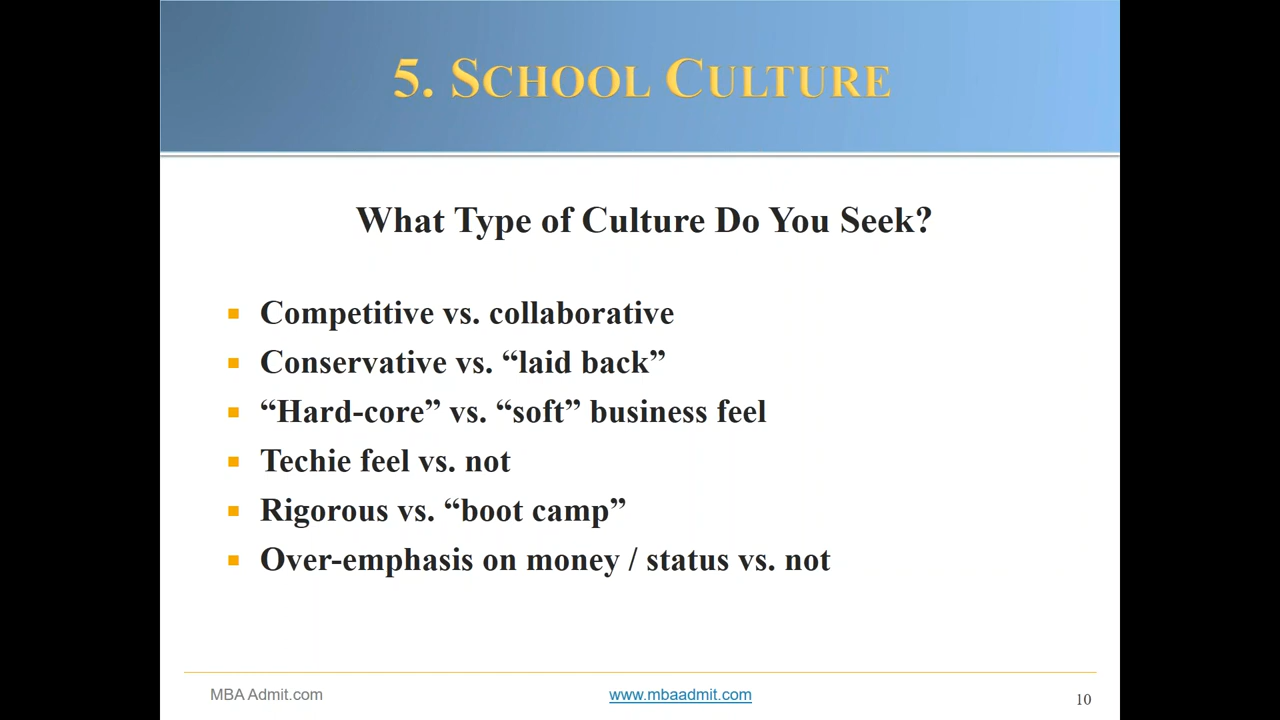 5. SCHOOL CULTURE
What Type of Culture Do You Seek?
Competitive vs. collaborative
Conservative vs. “laid back”
“Hard-core” vs. “soft” business feel
Techie feel vs. not
Rigorous vs. “boot camp”
Over-emphasis on money / status vs. not
MBA Admit.com
www.mbaadmit.com
10